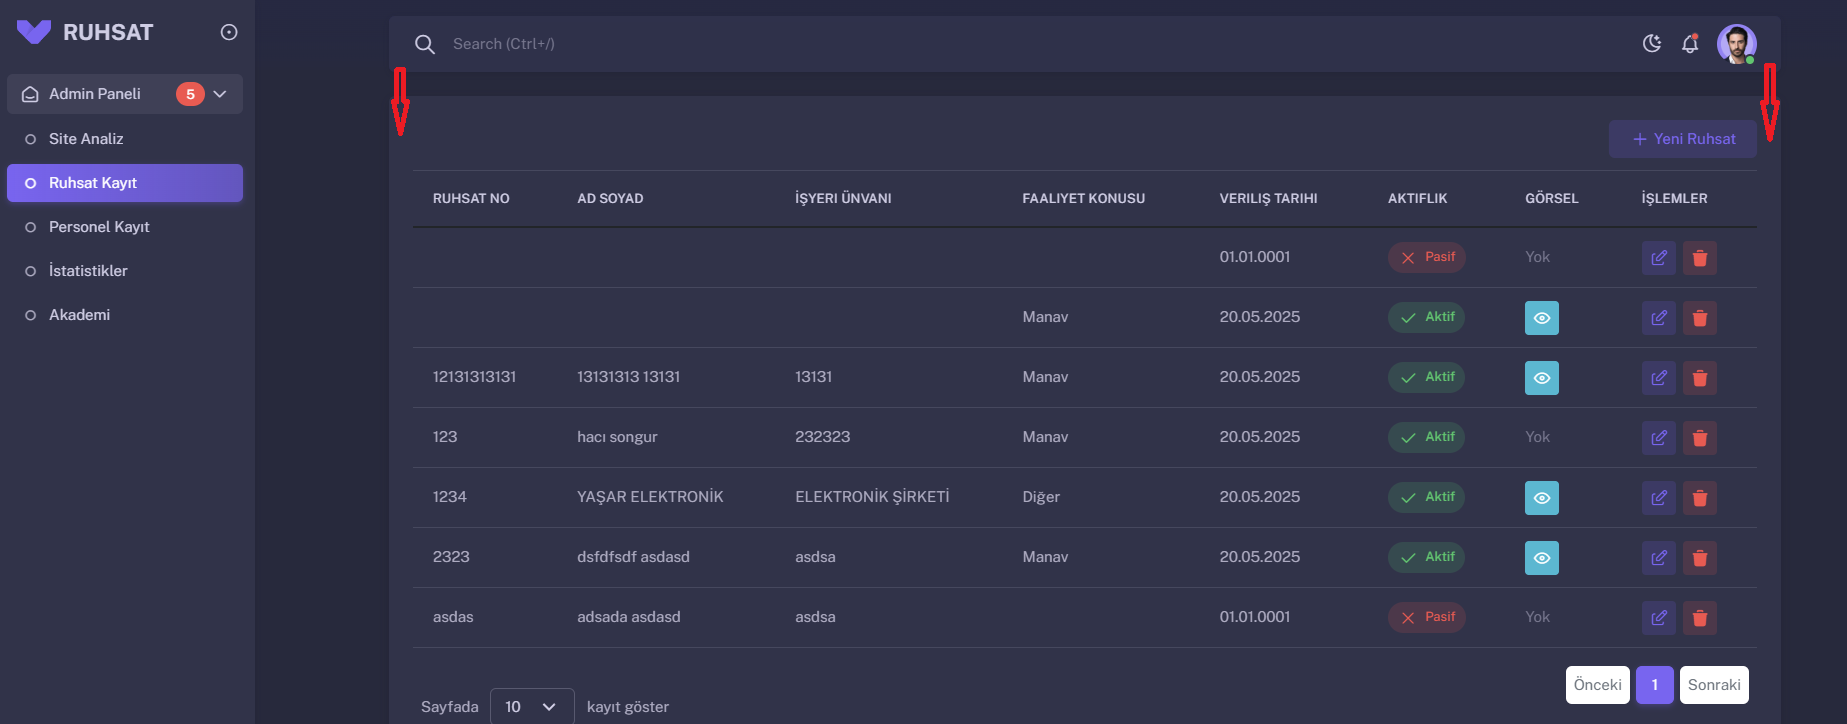 RUHSAT
Search (Ctrl+/)
Admin Paneli 5
Site Analiz
Ruhsat Kayıt
Personel Kayıt
İstatistikler
Akademi
+ Yeni Ruhsat
RUHSAT NO AD SOYAD İŞYERI ÜNVANI FAALIYET KONUSU VERILIŞ TARIHI AKTIFLIK GÖRSEL İŞLEMLER
01.01.0001 Pasif Yok
Manav 20.05.2025 Aktif
12131313131 13131313 13131 13131 Manav 20.05.2025 Aktif
123 hacı songur 232323 Manav 20.05.2025 Aktif Yok
1234 YAŞAR ELEKTRONİK ELEKTRONİK ŞİRKETİ Diğer 20.05.2025 Aktif
2323 dsfdfsdf asdasd asdsa Manav 20.05.2025 Aktif
asdas adsada asdasd asdsa 01.01.0001 Pasif Yok
Önceki 1 Sonraki
Sayfada 10 kayıt göster